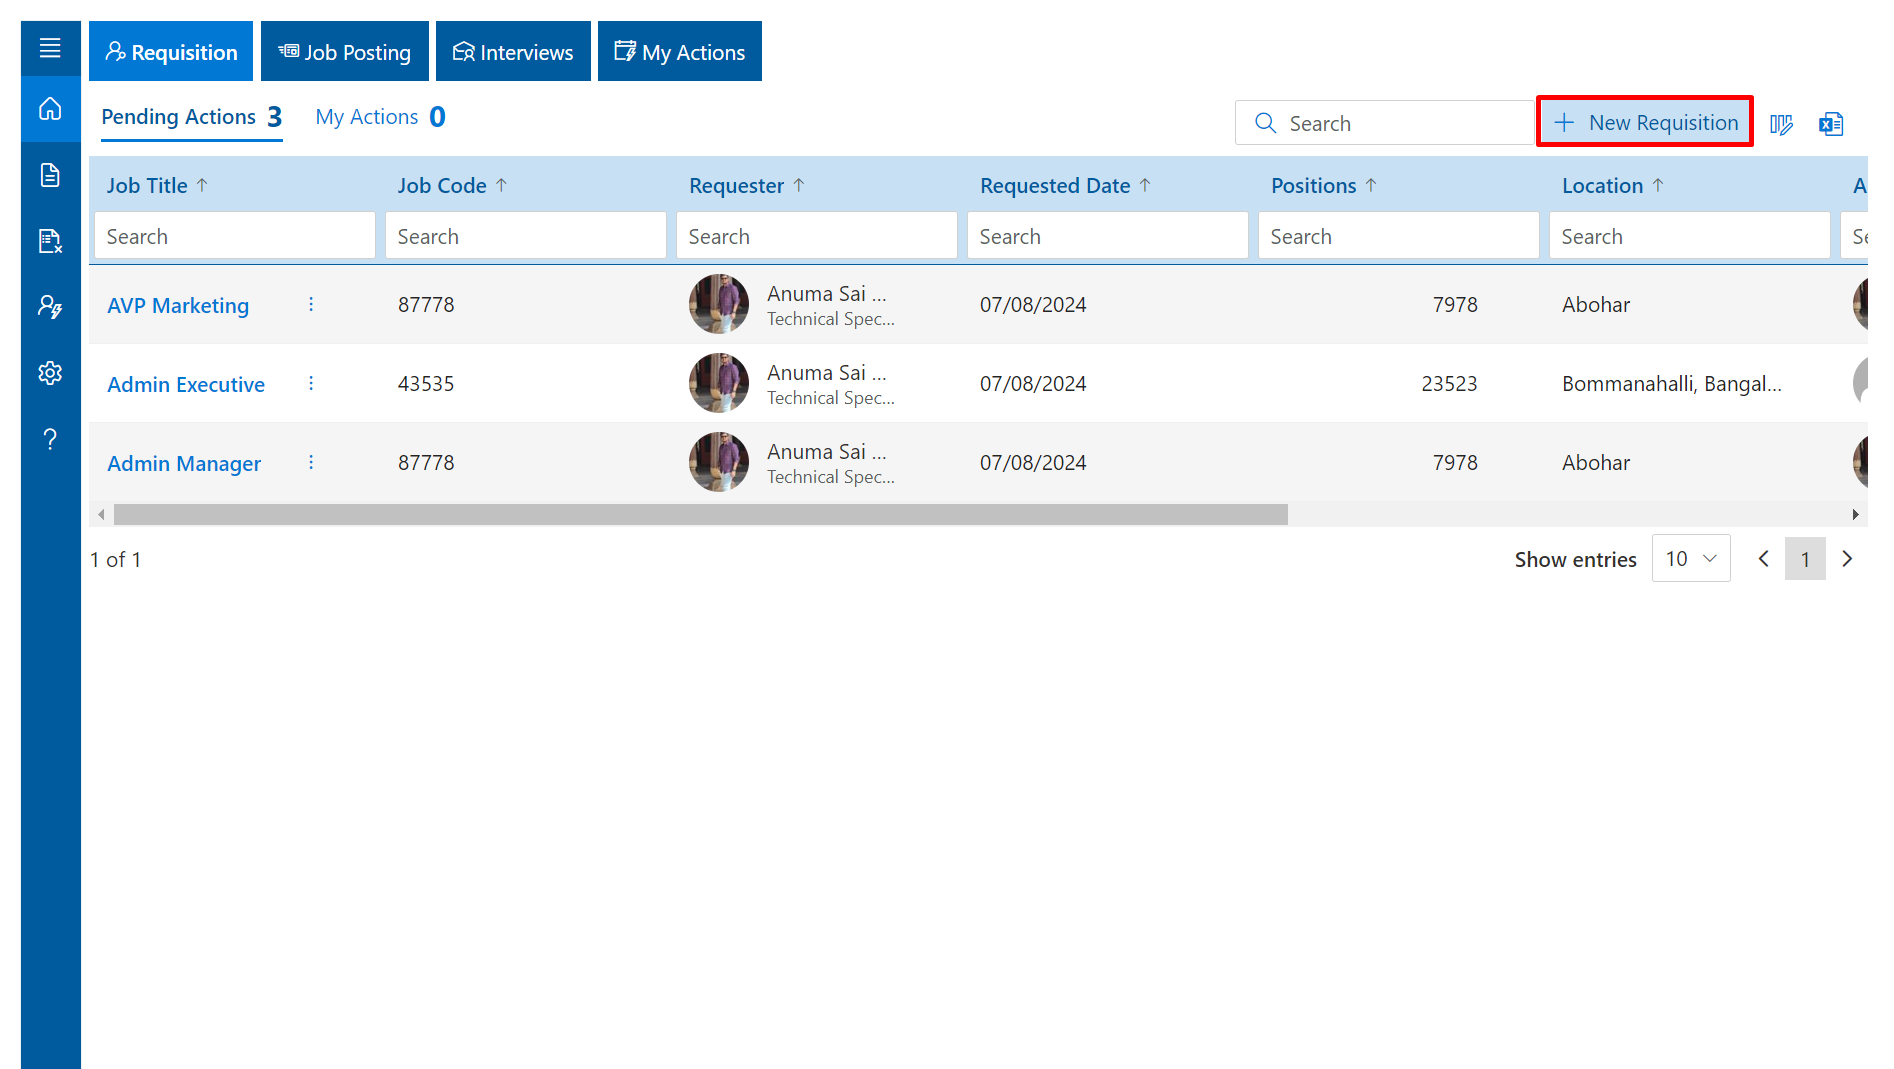 Requisition Job Posting Interviews My Actions
Pending Actions 3 My Actions 0 Search + New Requisition
Job Title ↑ Job Code ↑ Requester ↑ Requested Date ↑ Positions ↑ Location ↑ A
Search Search Search Search Search Search Se
AVP Marketing 87778 Anuma Sai ... 07/08/2024 7978 Abohar
Technical Spec...
Admin Executive 43535 Anuma Sai ... 07/08/2024 23523 Bommanahalli, Bangal...
Technical Spec...
Admin Manager 87778 Anuma Sai ... 07/08/2024 7978 Abohar
Technical Spec...
1 of 1 Show entries 10 1